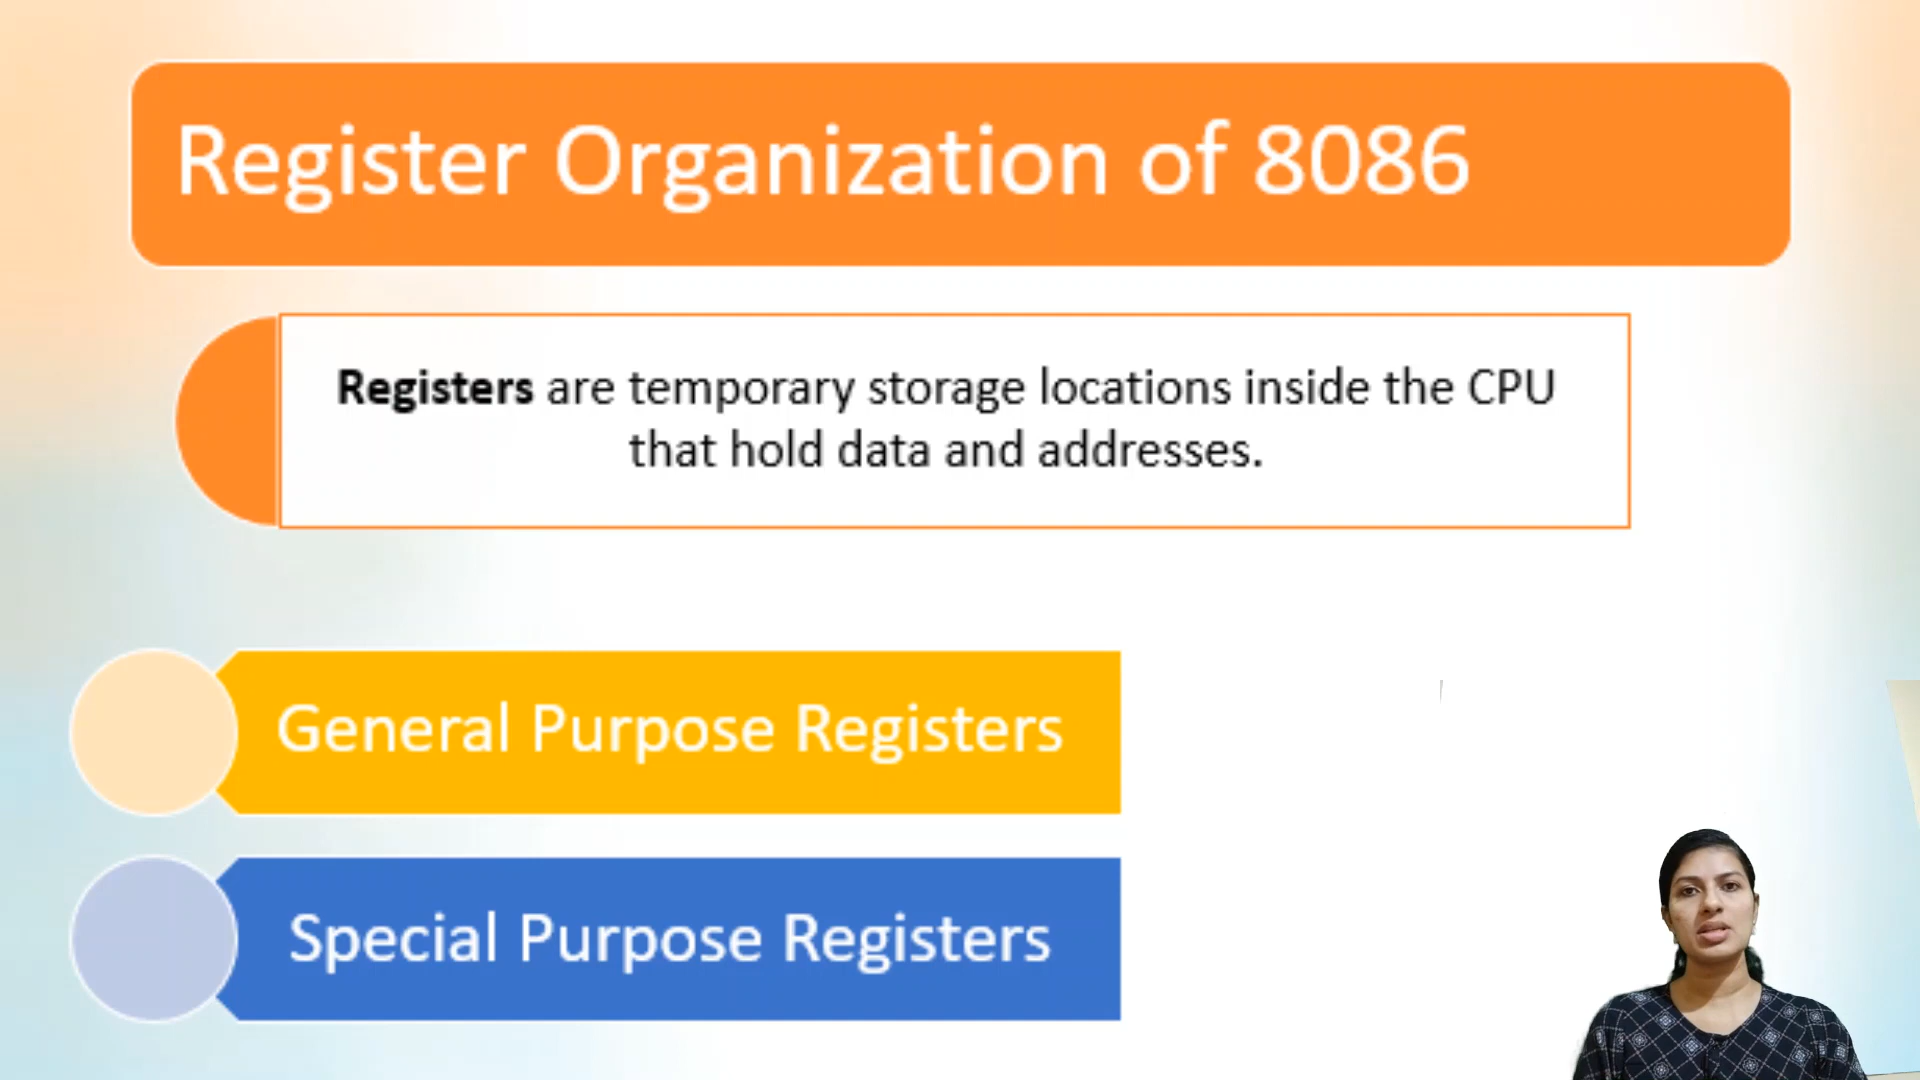 Register Organization of 8086
Registers are temporary storage locations inside the CPU
that hold data and addresses.
General Purpose Registers
Special Purpose Registers